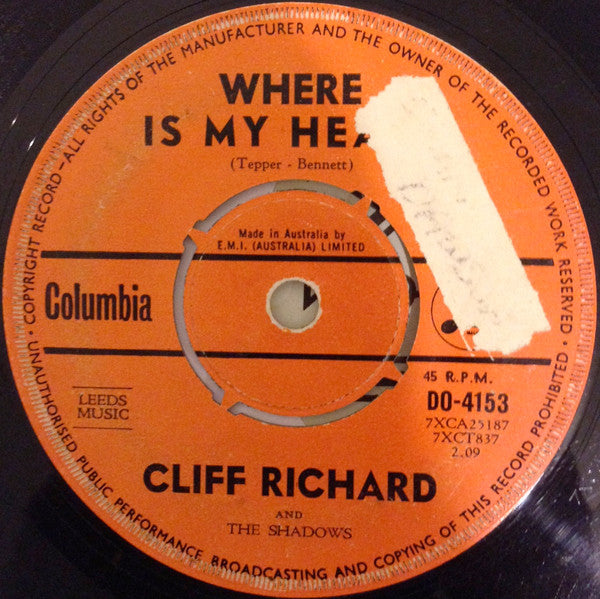 UNAUTHORISED PUBLIC PERFORMANCE, BROADCASTING AND COPYING OF THIS RECORD PROHIBITED · COPYRIGHT RECORD — ALL RIGHTS OF THE MANUFACTURER AND THE OWNER OF THE RECORDED WORK RESERVED ·
WHERE
IS MY HEA
(Tepper - Bennett)
Made in Australia by
E.M.I. (AUSTRALIA) LIMITED
Columbia
45 R.P.M.
LEEDS
MUSIC
DO-4153
7XCA25187
7XCT837
2.09
CLIFF RICHARD
AND
THE SHADOWS